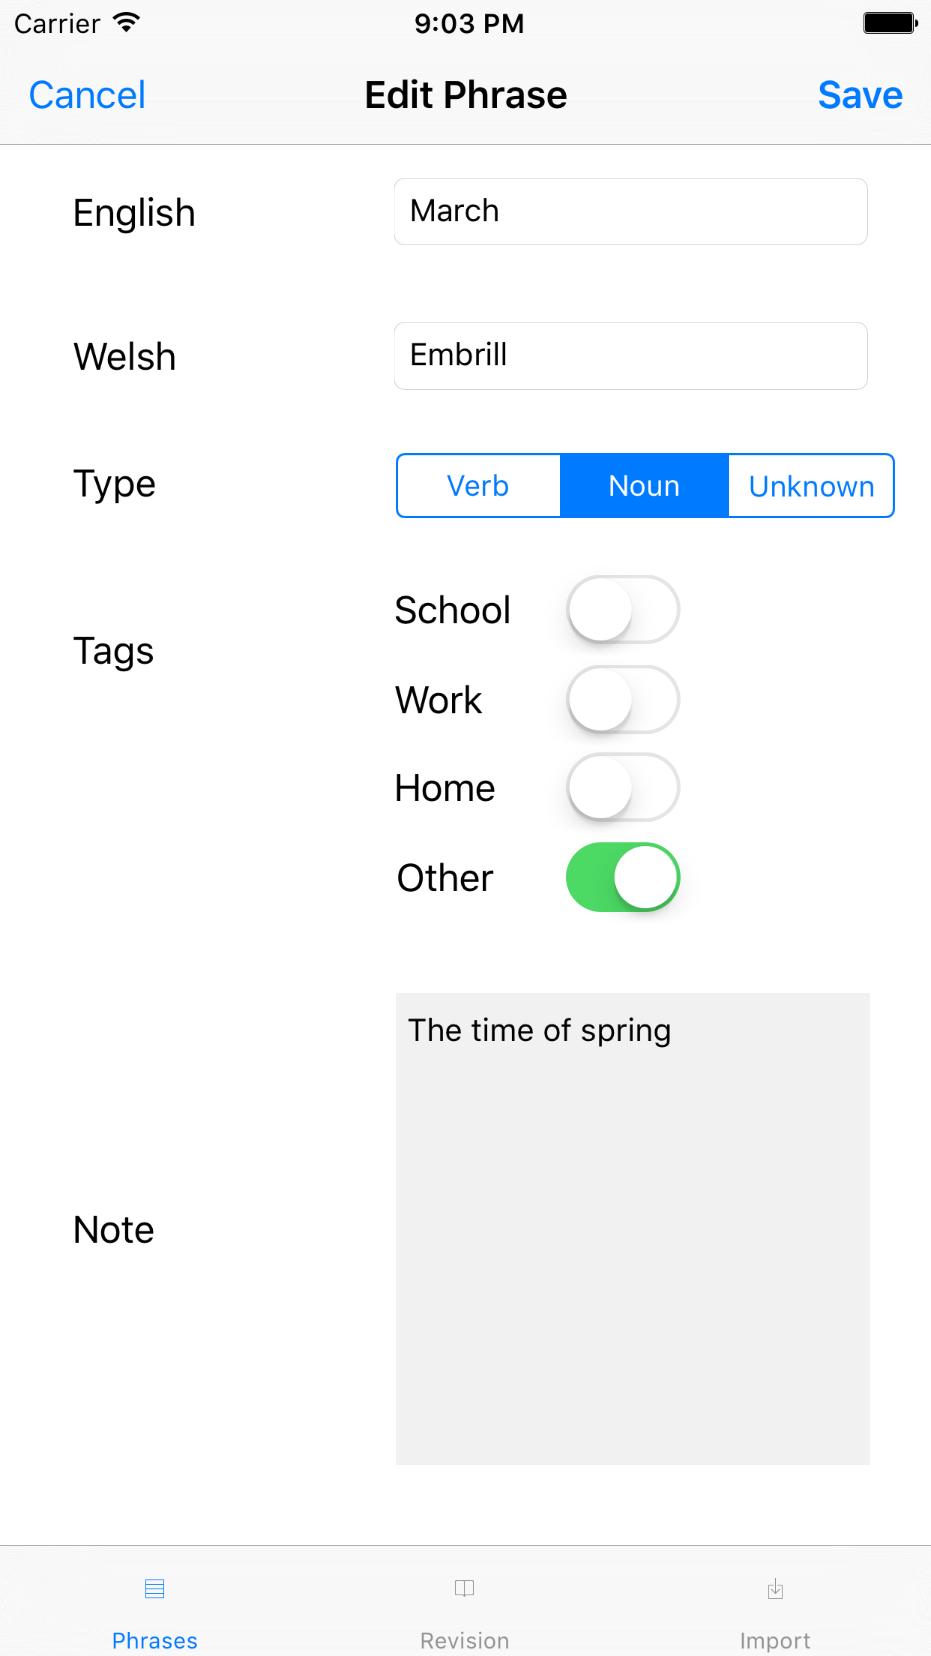 Carrier 9:03 PM
Cancel Edit Phrase Save
English March
Welsh Embrill
Type Verb Noun Unknown
Tags
School
Work
Home
Other
Note
The time of spring
Phrases Revision Import